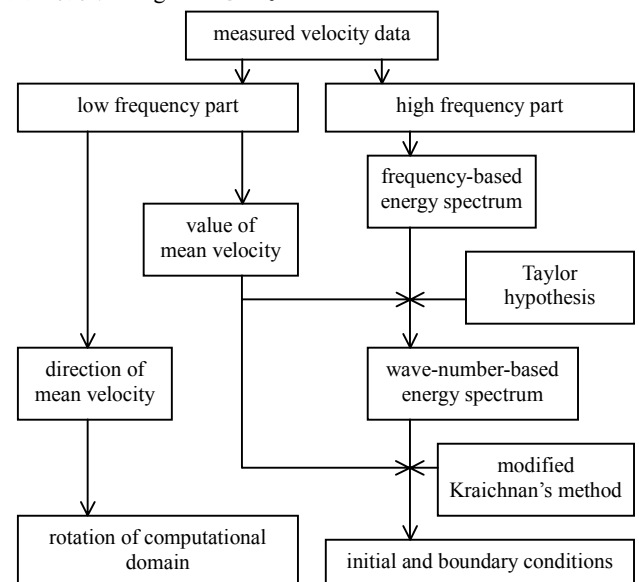 measured velocity data
low frequency part
high frequency part
frequency-based
energy spectrum
value of
mean velocity
Taylor
hypothesis
direction of
mean velocity
wave-number-based
energy spectrum
modified
Kraichnan's method
rotation of computational
domain
initial and boundary conditions